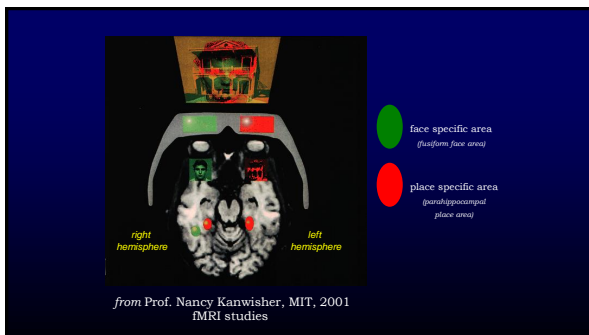 face specific area
(fusiform face area)
place specific area
(parahippocampal
place area)
right
hemisphere
left
hemisphere
from Prof. Nancy Kanwisher, MIT, 2001
fMRI studies